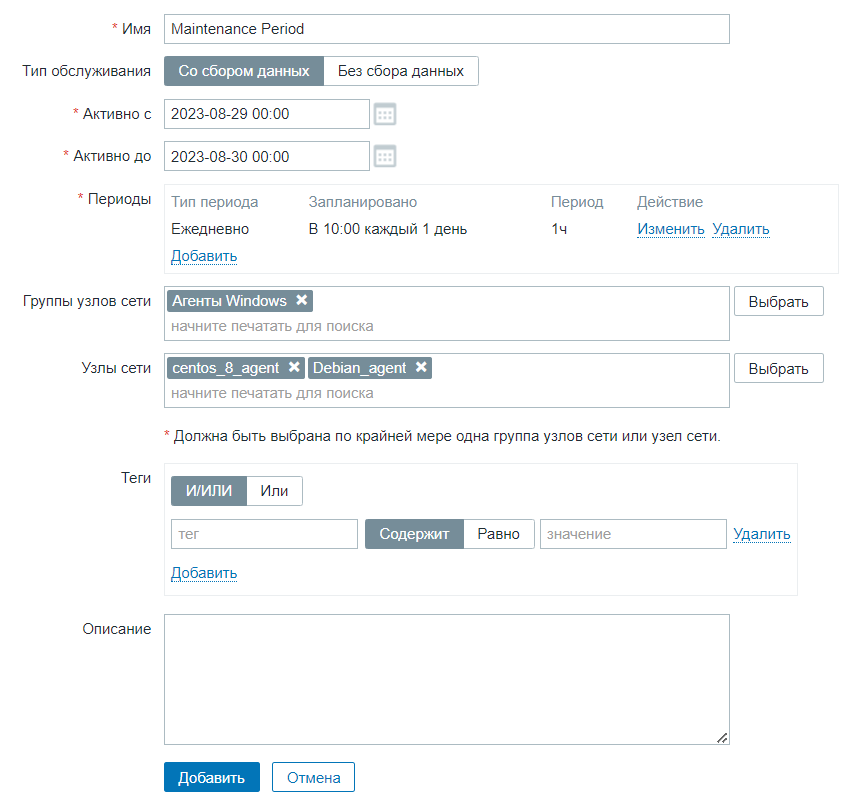 * Имя Maintenance Period
Тип обслуживания Со сбором данных Без сбора данных
* Активно с 2023-08-29 00:00
* Активно до 2023-08-30 00:00
* Периоды Тип периода Запланировано Период Действие
Ежедневно В 10:00 каждый 1 день 1ч Изменить Удалить
Добавить
Группы узлов сети Агенты Windows ✖ Выбрать
начните печатать для поиска
Узлы сети centos_8_agent ✖ Debian_agent ✖ Выбрать
начните печатать для поиска
* Должна быть выбрана по крайней мере одна группа узлов сети или узел сети.
Теги И/ИЛИ Или
тег Содержит Равно значение Удалить
Добавить
Описание
Добавить Отмена